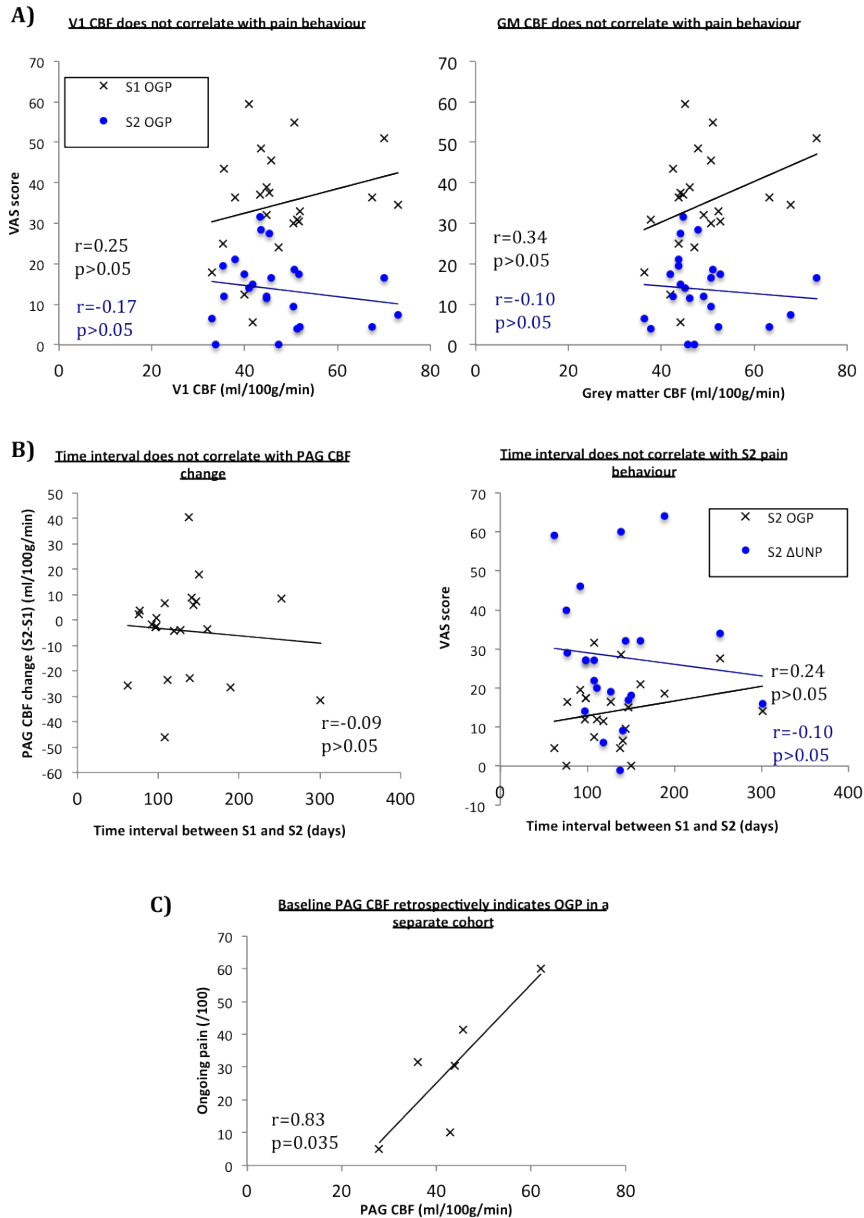 A)
V1 CBF does not correlate with pain behaviour
VAS score
70
60
50
40
30
20
10
0
S1 OGP
S2 OGP
r=0.25
p>0.05
r=-0.17
p>0.05
0
20
40
60
80
V1 CBF (ml/100g/min)
GM CBF does not correlate with pain behaviour
70
60
50
40
30
20
10
0
r=0.34
p>0.05
r=-0.10
p>0.05
0
20
40
60
80
Grey matter CBF (ml/100g/min)
B)
Time interval does not correlate with PAG CBF
change
PAG CBF change (S2-S1) (ml/100g/min)
50
40
30
20
10
0
-10
-20
-30
-40
-50
-60
r=-0.09
p>0.05
0
100
200
300
400
Time interval between S1 and S2 (days)
Time interval does not correlate with S2 pain
behaviour
VAS score
70
60
50
40
30
20
10
0
-10
S2 OGP
S2 ΔUNP
r=0.24
p>0.05
r=-0.10
p>0.05
0
100
200
300
400
Time interval between S1 and S2 (days)
C)
Baseline PAG CBF retrospectively indicates OGP in a
separate cohort
Ongoing pain (/100)
70
60
50
40
30
20
10
0
r=0.83
p=0.035
0
20
40
60
80
PAG CBF (ml/100g/min)